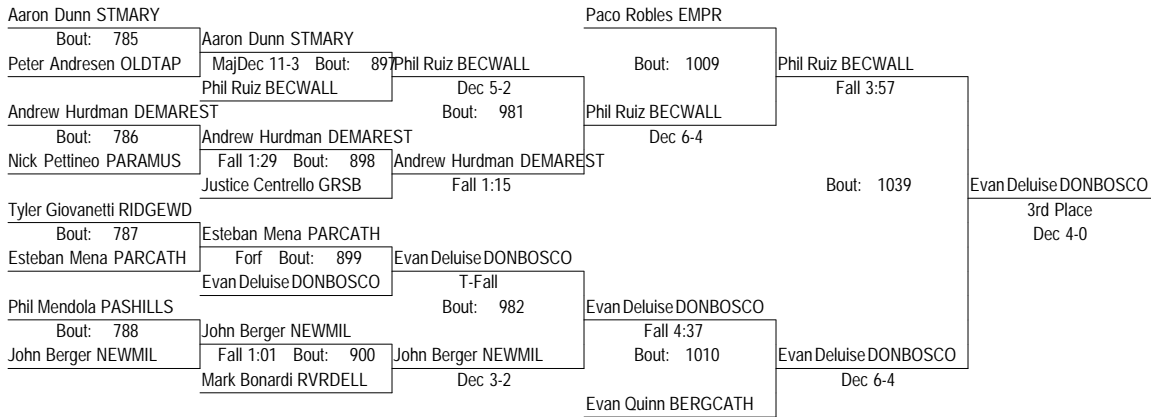 Aaron Dunn STMARY
Paco Robles EMPR
Bout: 785
Aaron Dunn STMARY
Peter Andresen OLDTAP
MajDec 11-3 Bout: 897
Phil Ruiz BECWALL
Bout: 1009
Phil Ruiz BECWALL
Phil Ruiz BECWALL
Dec 5-2
Fall 3:57
Andrew Hurdman DEMAREST
Bout: 981
Phil Ruiz BECWALL
Bout: 786
Andrew Hurdman DEMAREST
Dec 6-4
Nick Pettineo PARAMUS
Fall 1:29 Bout: 898
Andrew Hurdman DEMAREST
Justice Centrello GRSB
Fall 1:15
Bout: 1039
Evan Deluise DONBOSCO
Tyler Giovanetti RIDGEWD
3rd Place
Bout: 787
Esteban Mena PARCATH
Dec 4-0
Esteban Mena PARCATH
Forf Bout: 899
Evan Deluise DONBOSCO
Evan Deluise DONBOSCO
T-Fall
Phil Mendola PASHILLS
Bout: 982
Evan Deluise DONBOSCO
Bout: 788
John Berger NEWMIL
Fall 4:37
John Berger NEWMIL
Fall 1:01 Bout: 900
John Berger NEWMIL
Bout: 1010
Evan Deluise DONBOSCO
Mark Bonardi RVRDELL
Dec 3-2
Dec 6-4
Evan Quinn BERGCATH